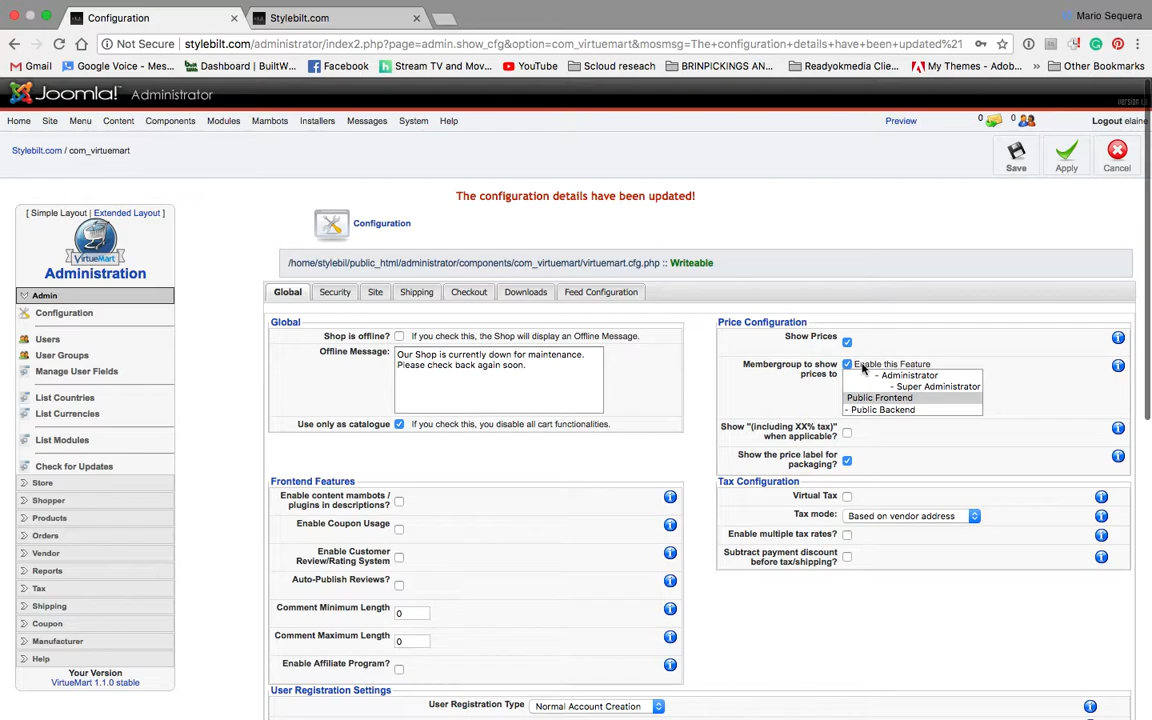 Configuration
Stylebilt.com
Mario Sequera
Not Secure
stylebilt.com/administrator/index2.php?page=admin.show_cfg&option=com_virtuemart&mosmsg=The+configuration+details+have+been+updated%21
Gmail
Google Voice - Mes...
Dashboard | BuiltW...
Facebook
Stream TV and Mov...
YouTube
Scloud reseach
BRINPICKINGS AN...
Readyokmedia Clie...
My Themes - Adob...
»
Other Bookmarks
Joomla!
Administrator
Home
Site
Menu
Content
Components
Modules
Mambots
Installers
Messages
System
Help
Preview
0
0
Logout elaine
Stylebilt.com / com_virtuemart
Save
Apply
Cancel
The configuration details have been updated!
[ Simple Layout | Extended Layout ]
VirtueMart
Administration
Admin
Configuration
Users
User Groups
Manage User Fields
List Countries
List Currencies
List Modules
Check for Updates
Store
Shopper
Products
Orders
Vendor
Reports
Tax
Shipping
Coupon
Manufacturer
Help
Your Version
VirtueMart 1.1.0 stable
Configuration
/home/stylebil/public_html/administrator/components/com_virtuemart/virtuemart.cfg.php :: Writeable
Global
Security
Site
Shipping
Checkout
Downloads
Feed Configuration
Global
Shop is offline?
If you check this, the Shop will display an Offline Message.
Offline Message:
Our Shop is currently down for maintenance.
Please check back again soon.
Use only as catalogue
If you check this, you disable all cart functionalities.
Frontend Features
Enable content mambots /
plugins in descriptions?
Enable Coupon Usage
Enable Customer
Review/Rating System
Auto-Publish Reviews?
Comment Minimum Length
0
Comment Maximum Length
0
Enable Affiliate Program?
User Registration Settings
User Registration Type
Normal Account Creation
Price Configuration
Show Prices
Membergroup to show
prices to
Enable this Feature
- Administrator
- Super Administrator
Public Frontend
- Public Backend
Show "(including XX% tax)"
when applicable?
Show the price label for
packaging?
Tax Configuration
Virtual Tax
Tax mode:
Based on vendor address
Enable multiple tax rates?
Subtract payment discount
before tax/shipping?